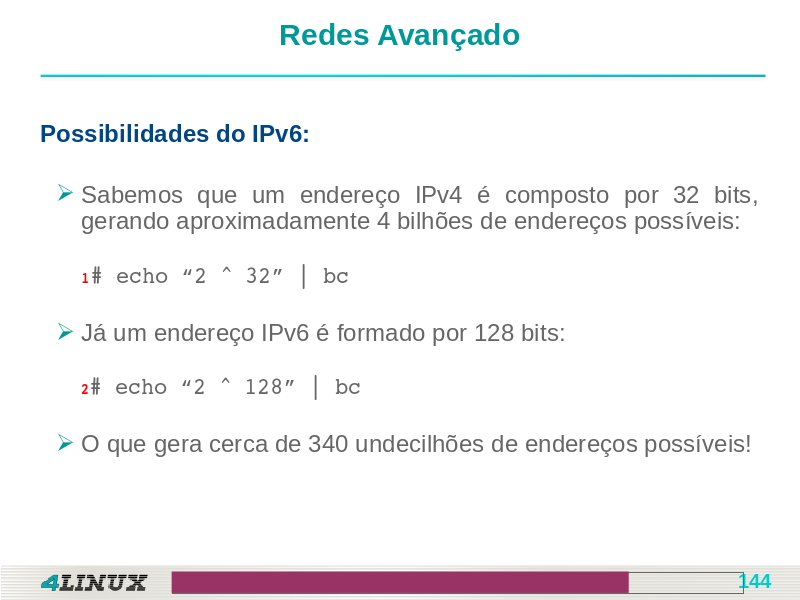 Redes Avançado
Possibilidades do IPv6:
Sabemos que um endereço IPv4 é composto por 32 bits,
gerando aproximadamente 4 bilhões de endereços possíveis:
1# echo “2 ^ 32” | bc
Já um endereço IPv6 é formado por 128 bits:
2# echo “2 ^ 128” | bc
O que gera cerca de 340 undecilhões de endereços possíveis!
4LINUX
144